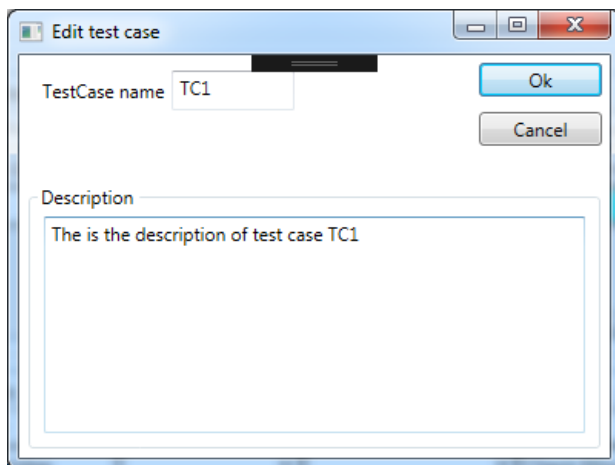 Edit test case
TestCase name TC1
Ok
Cancel
Description
The is the description of test case TC1